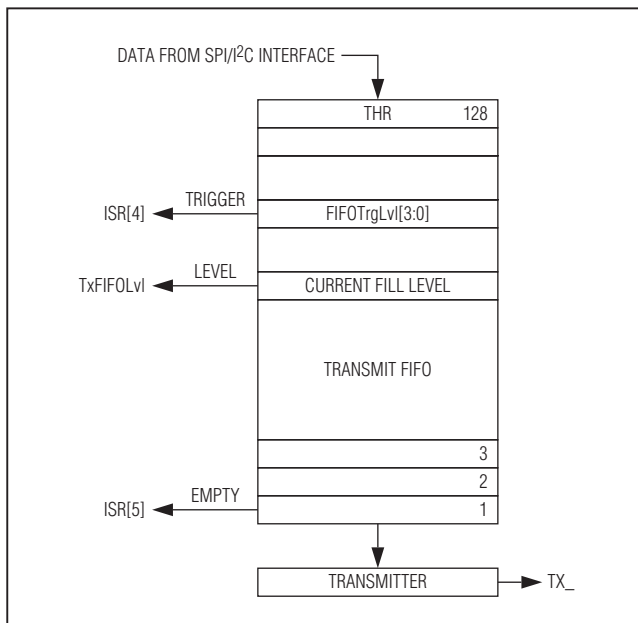 DATA FROM SPI/I²C INTERFACE
THR 128
TRIGGER
ISR[4]
FIFOTrgLvl[3:0]
LEVEL
TxFIFOLvl
CURRENT FILL LEVEL
TRANSMIT FIFO
3
2
EMPTY
ISR[5]
1
TRANSMITTER
TX_